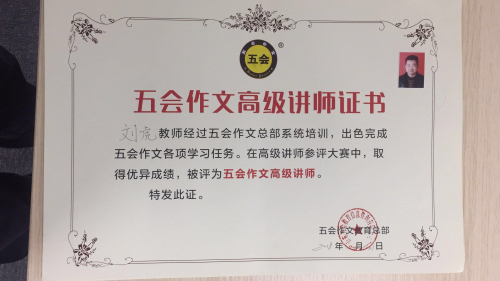 五会
®
五会作文高级讲师证书
刘虎教师经过五会作文总部系统培训，出色完成
五会作文各项学习任务。在高级讲师参评大赛中，取
得优异成绩，被评为五会作文高级讲师。
特发此证。
五会作文教育总部
年 月 日